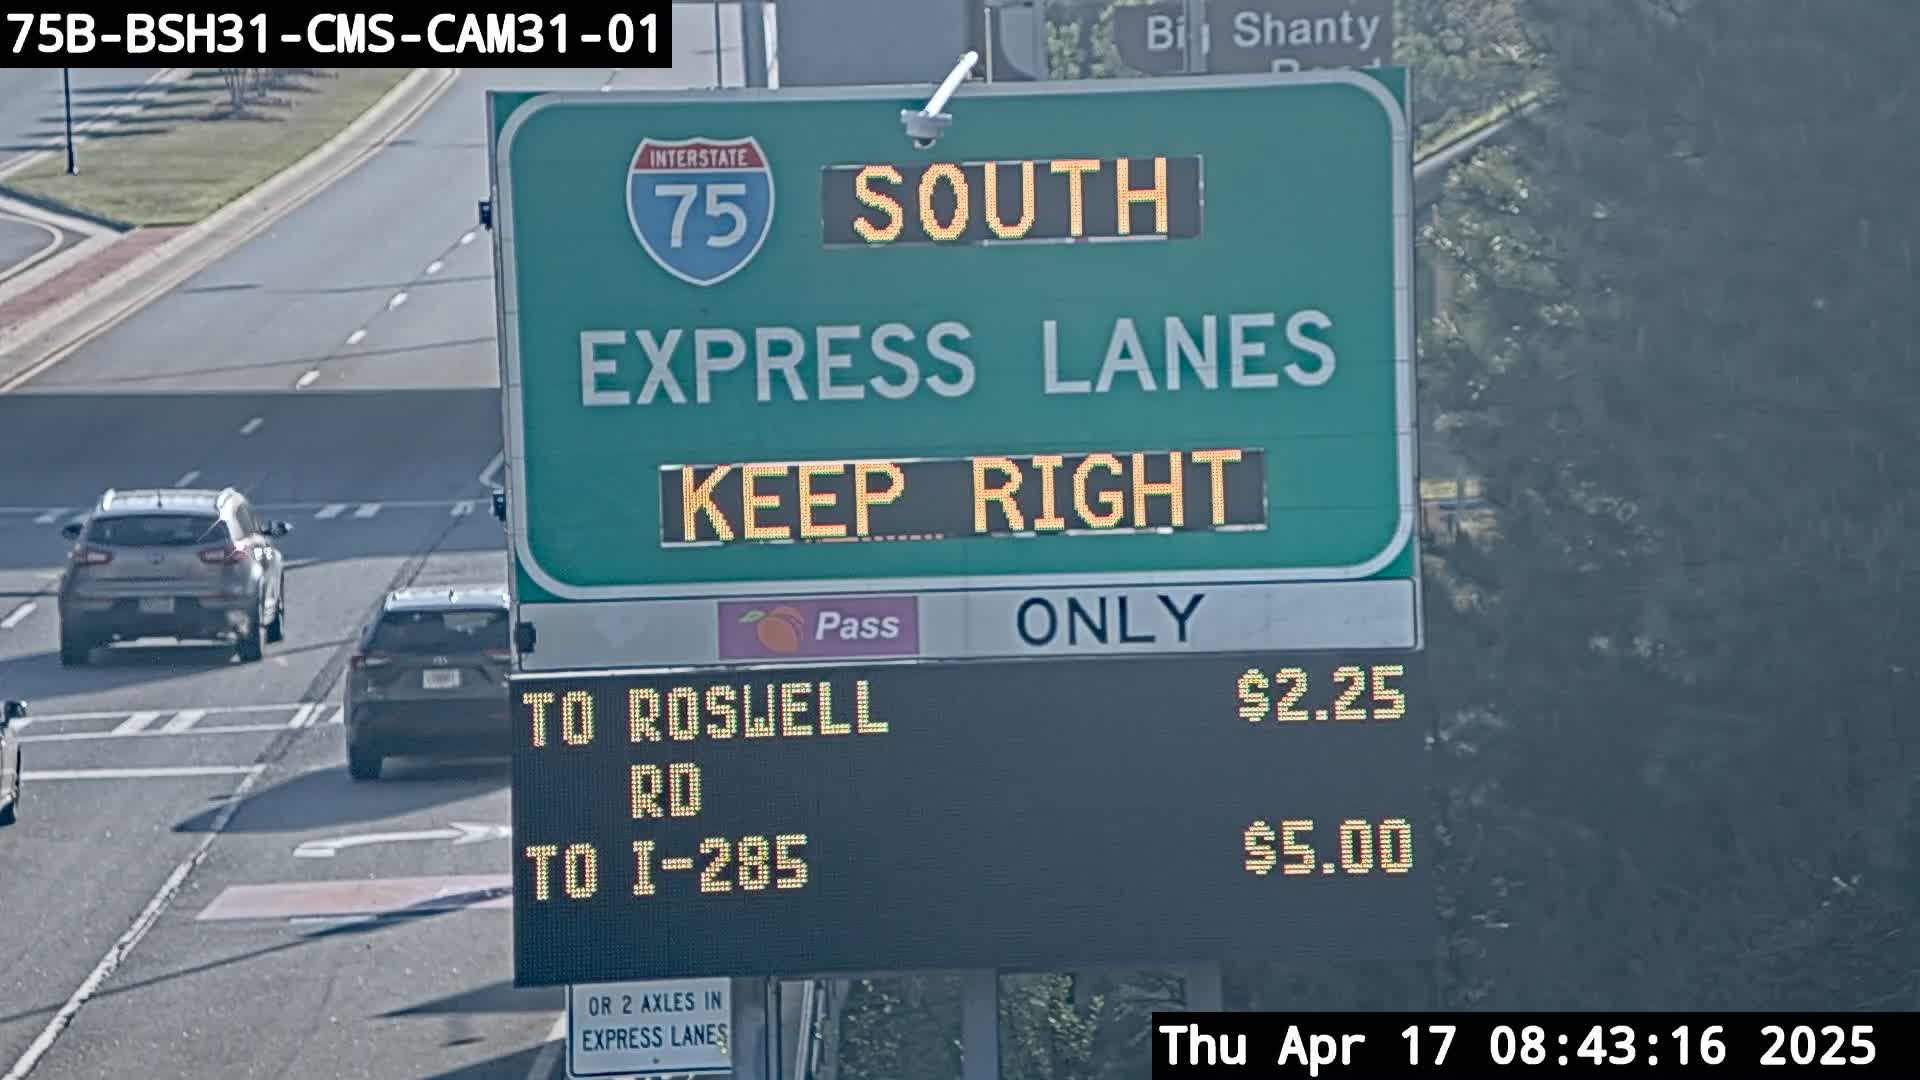 75B-BSH31-CMS-CAM31-01
Big Shanty
Road
INTERSTATE
75
SOUTH
EXPRESS LANES
KEEP RIGHT
Pass ONLY
TO ROSWELL $2.25
RD
TO I-285 $5.00
OR 2 AXLES IN
EXPRESS LANES
Thu Apr 17 08:43:16 2025